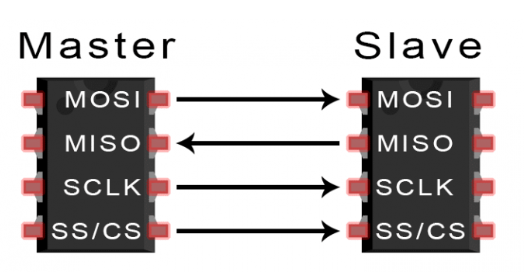 Master Slave
MOSI MOSI
MISO MISO
SCLK SCLK
SS/CS SS/CS